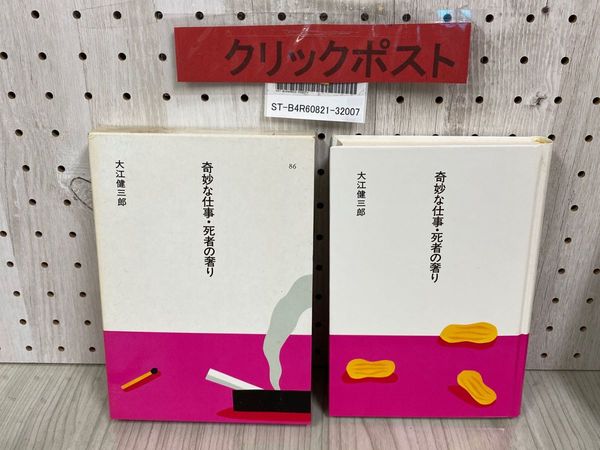 クリックポスト
ST-B4R60821-32007
86
奇妙な仕事・死者の奢り
大江健三郎
奇妙な仕事・死者の奢り
大江健三郎